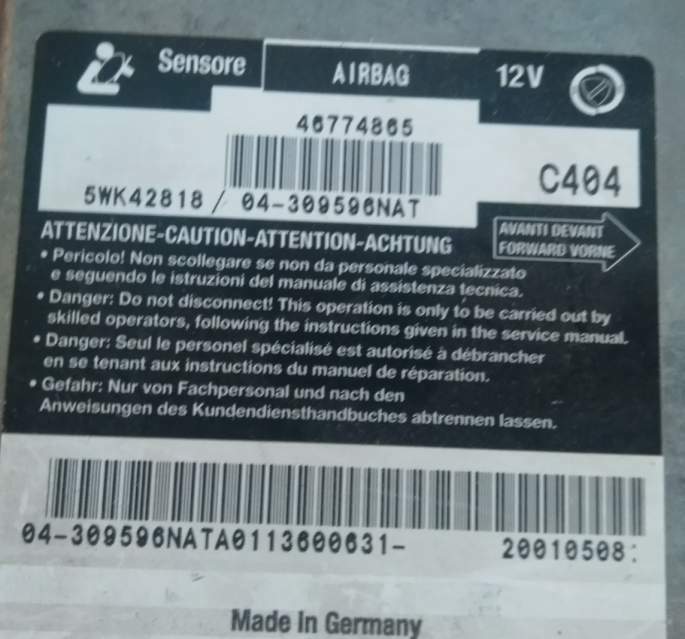 Sensore AIRBAG 12V
46774865
C404
5WK42818 / 04-309596NAT
ATTENZIONE-CAUTION-ATTENTION-ACHTUNG
AVANTI DEVANT
FORWARD VORNE
• Pericolo! Non scollegare se non da personale specializzato
e seguendo le istruzioni del manuale di assistenza tecnica.
• Danger: Do not disconnect! This operation is only to be carried out by
skilled operators, following the instructions given in the service manual.
• Danger: Seul le personel spécialisé est autorisé à débrancher
en se tenant aux instructions du manuel de réparation.
• Gefahr: Nur von Fachpersonal und nach den
Anweisungen des Kundendiensthandbuches abtrennen lassen.
04-309596NATA0113600631- 20010508:
Made In Germany